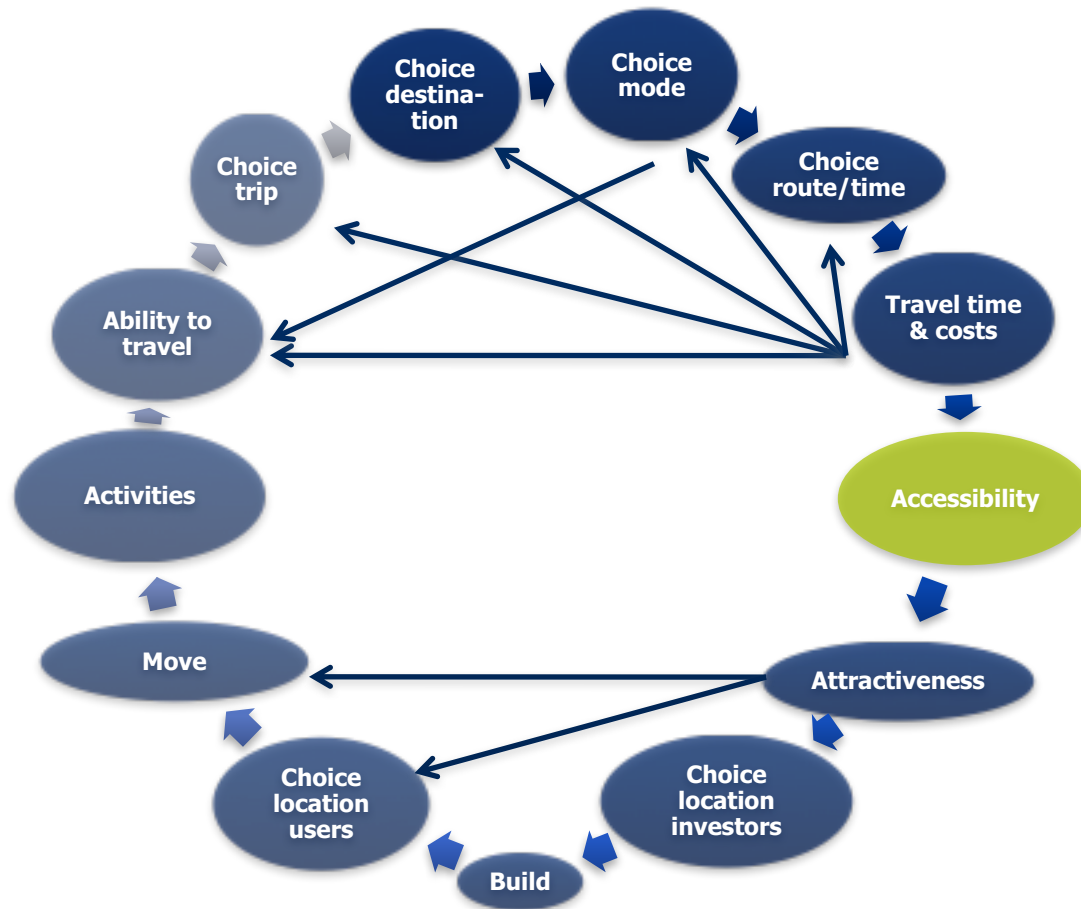 Choice
destina-
tion
Choice
mode
Choice
route/time
Travel time
& costs
Accessibility
Attractiveness
Choice
location
investors
Build
Choice
location
users
Move
Activities
Ability to
travel
Choice
trip